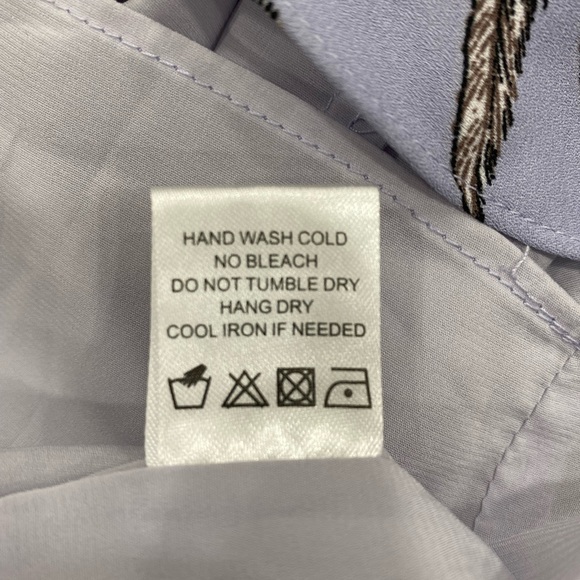 HAND WASH COLD
NO BLEACH
DO NOT TUMBLE DRY
HANG DRY
COOL IRON IF NEEDED